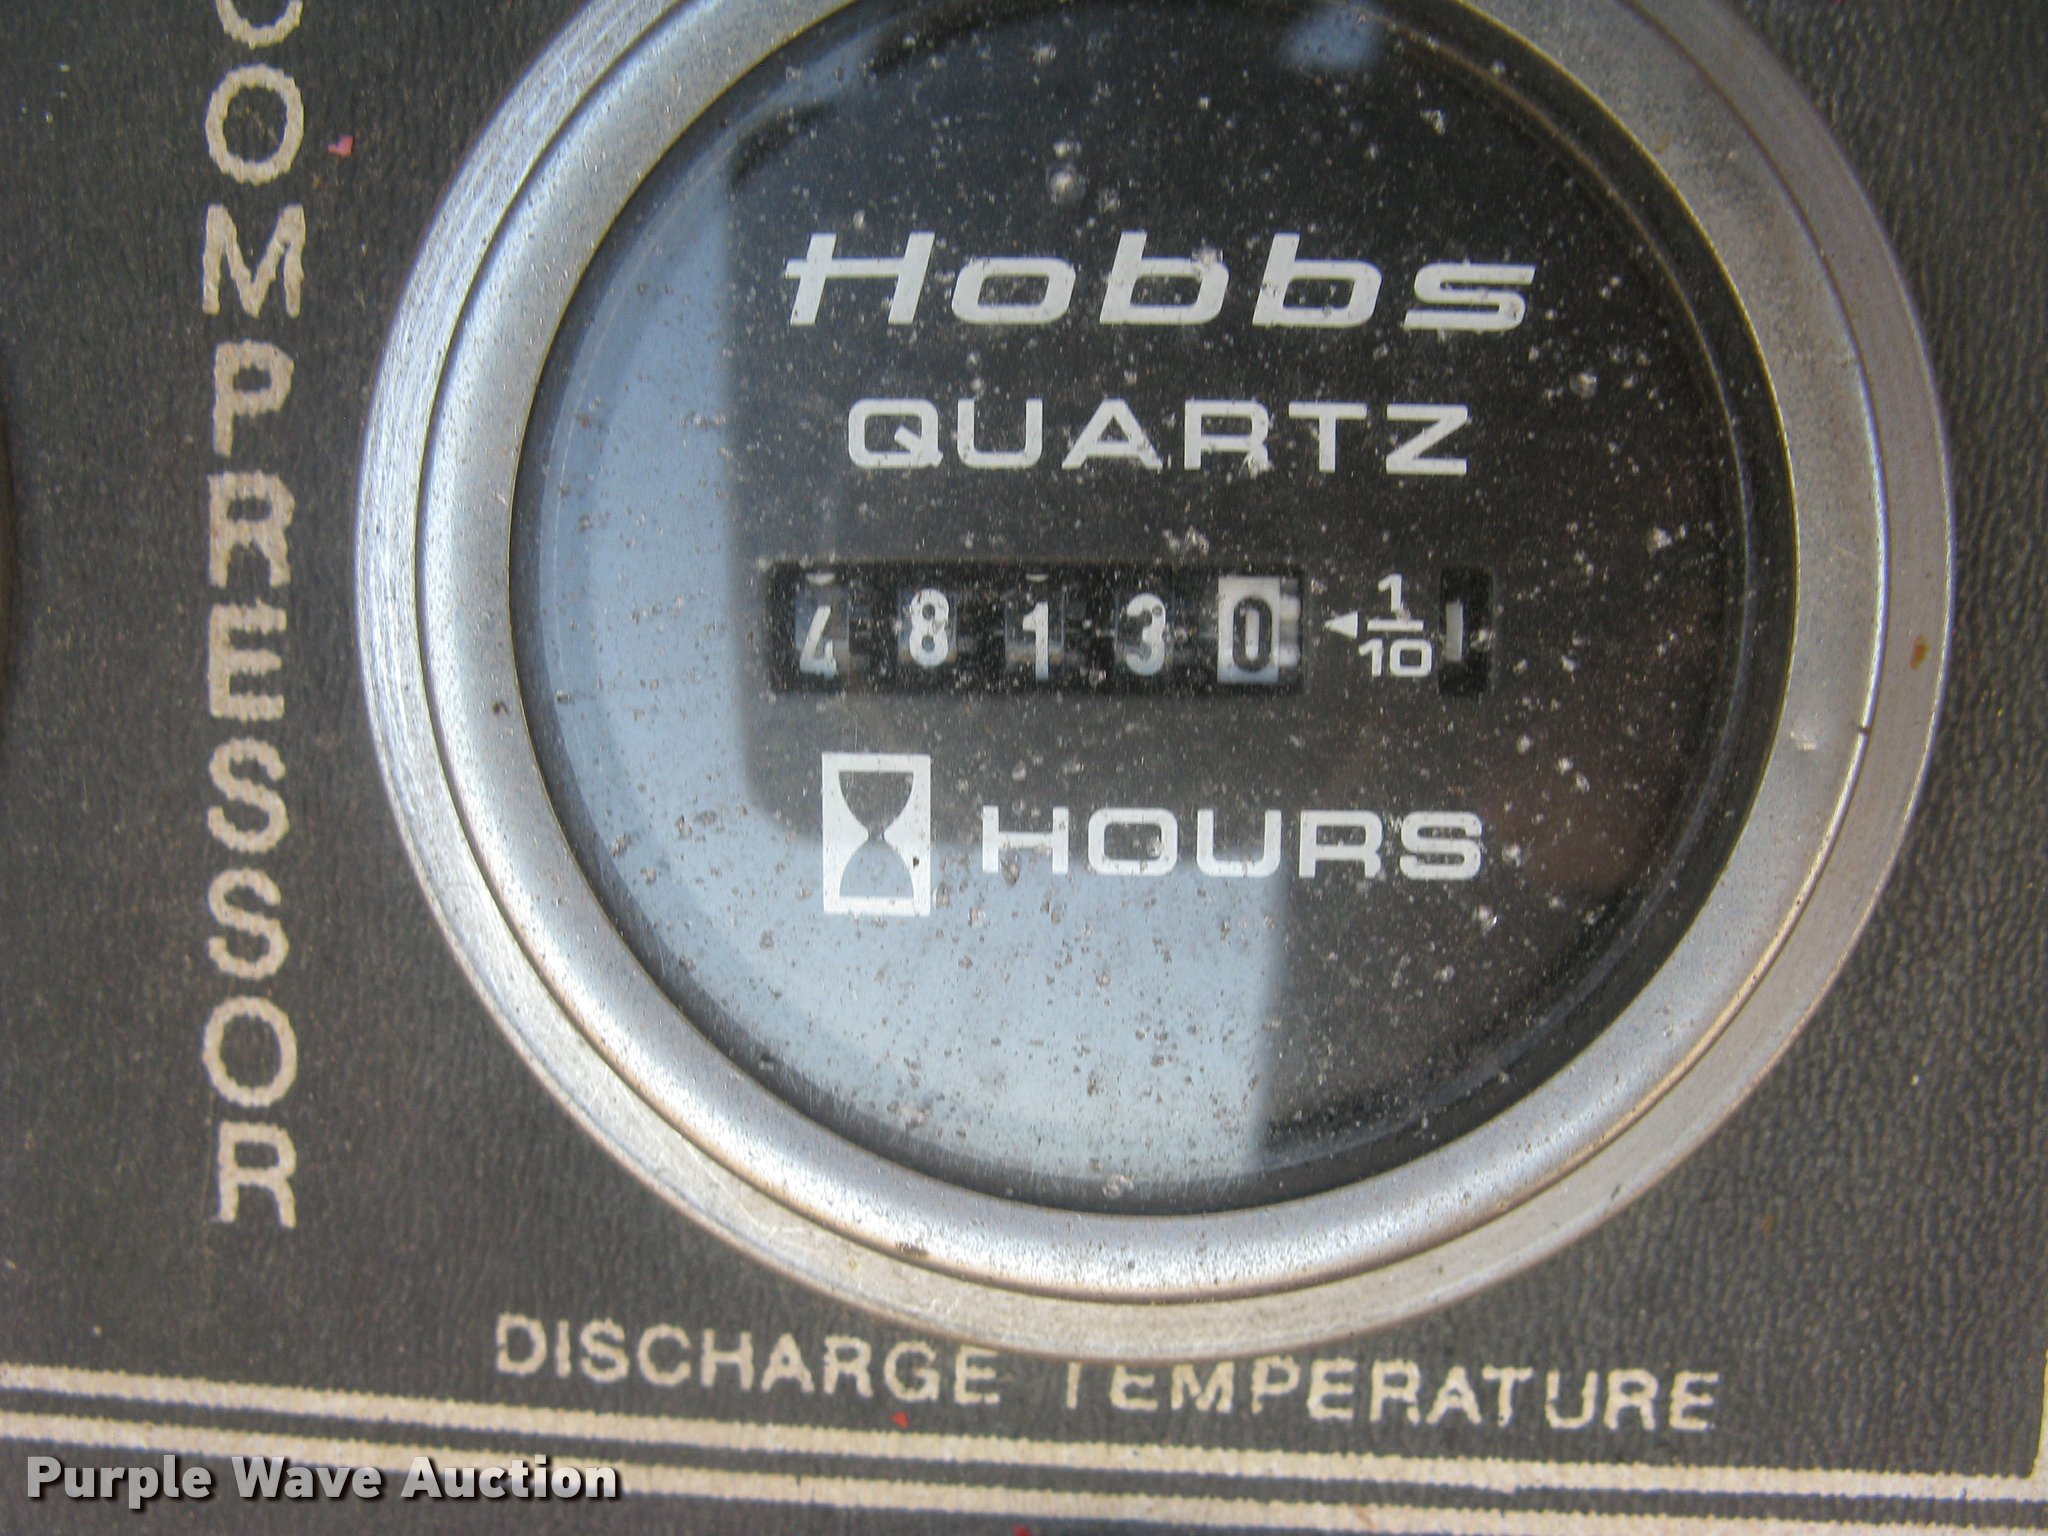 COMPRESSOR
Hobbs
QUARTZ
48130 1/10
HOURS
DISCHARGE TEMPERATURE
Purple Wave Auction